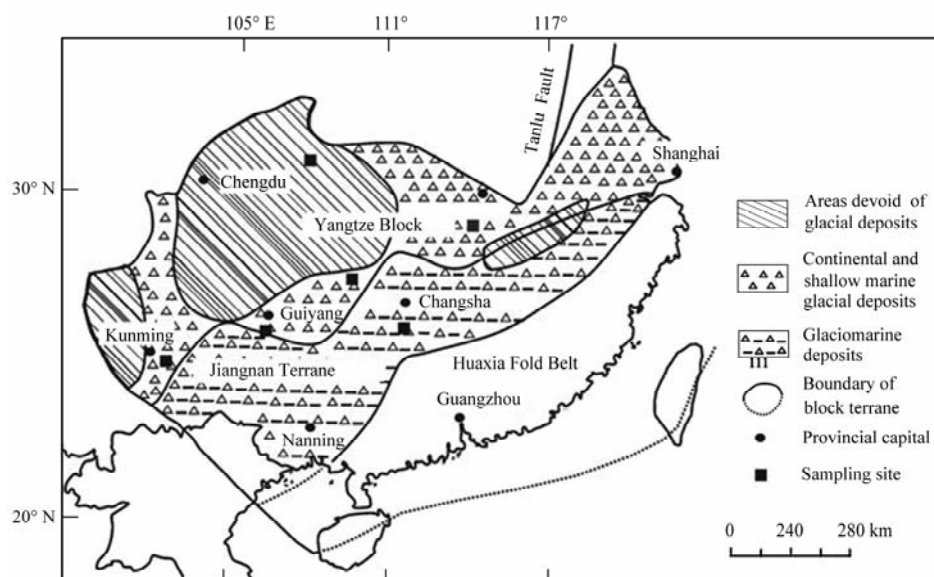 105° E
111°
117°
30° N
20° N
Tanlu Fault
Shanghai
Chengdu
Yangtze Block
Guiyang
Changsha
Kunming
Jiangnan Terrane
Huaxia Fold Belt
Guangzhou
Nanning
Areas devoid of
glacial deposits
Continental and
shallow marine
glacial deposits
Glaciomarine
deposits
Boundary of
block terrane
Provincial capital
Sampling site
0 240 280 km